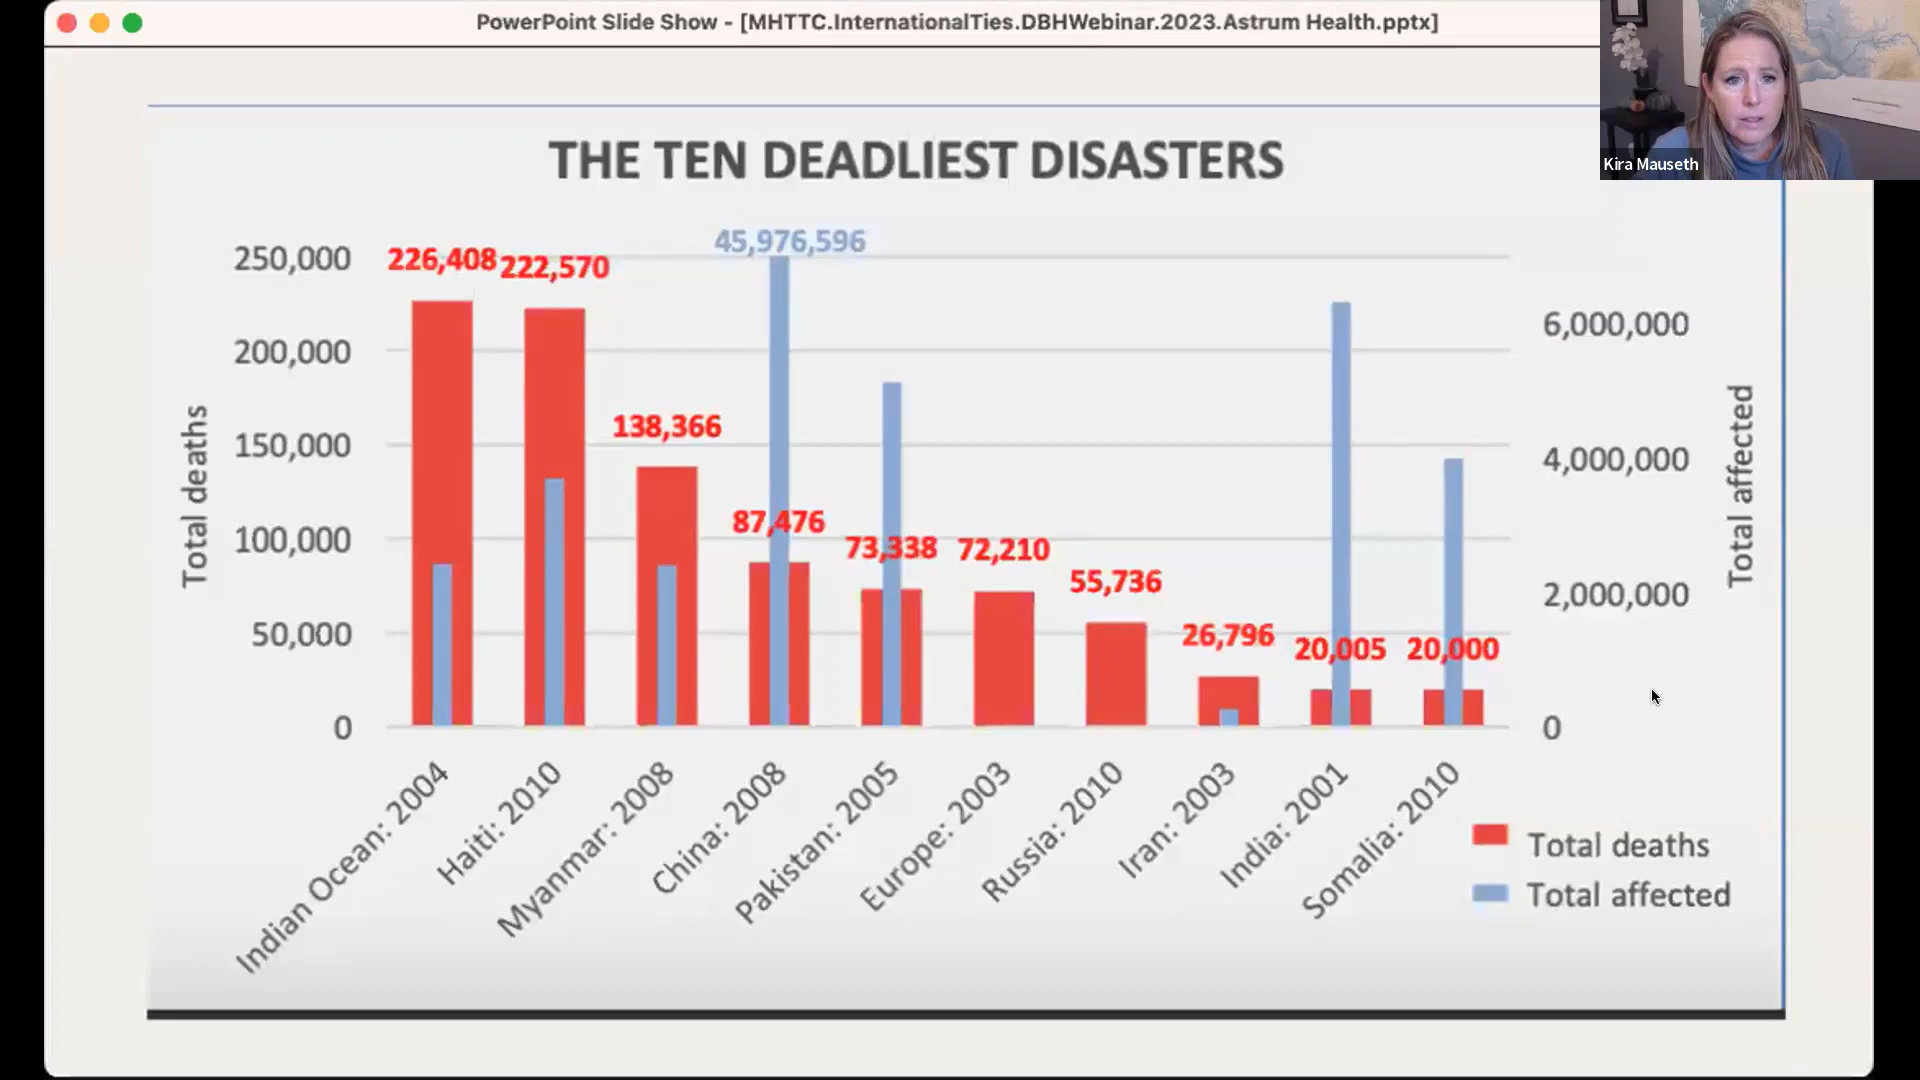 PowerPoint Slide Show - [MHTTC.InternationalTies.DBHWebinar.2023.Astrum Health.pptx]
Kira Mauseth
THE TEN DEADLIEST DISASTERS
Total deaths
250,000
200,000
150,000
100,000
50,000
0
226,408
222,570
138,366
45,976,596
87,476
73,338
72,210
55,736
26,796
20,005
20,000
6,000,000
4,000,000
2,000,000
0
Total affected
Indian Ocean: 2004
Haiti: 2010
Myanmar: 2008
China: 2008
Pakistan: 2005
Europe: 2003
Russia: 2010
Iran: 2003
India: 2001
Somalia: 2010
Total deaths
Total affected